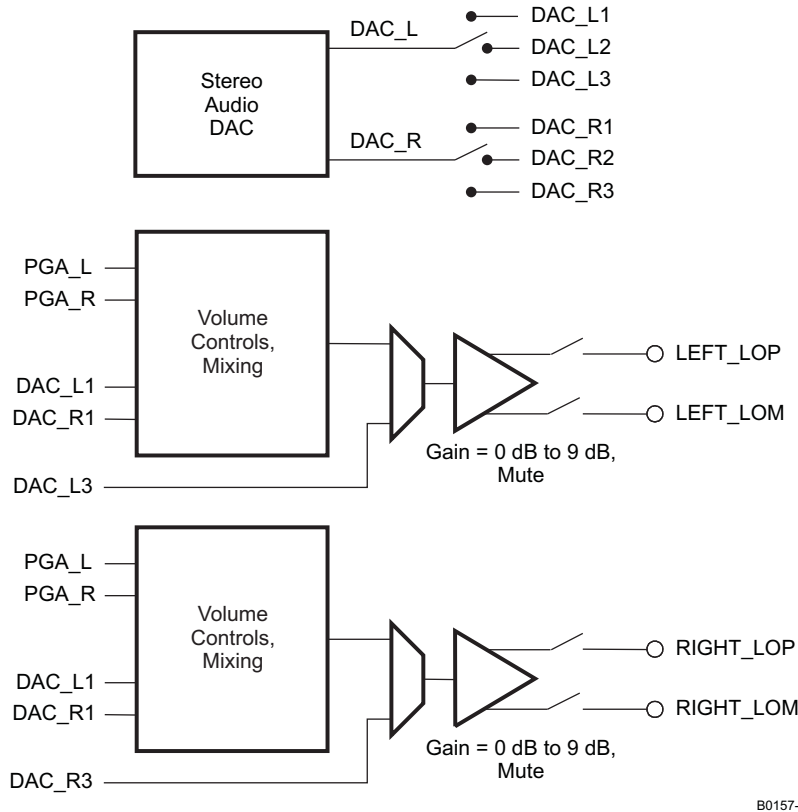 DAC_L
DAC_L1
DAC_L2
DAC_L3
Stereo
Audio
DAC
DAC_R
DAC_R1
DAC_R2
DAC_R3
PGA_L
PGA_R
DAC_L1
DAC_R1
DAC_L3
Volume
Controls,
Mixing
LEFT_LOP
LEFT_LOM
Gain = 0 dB to 9 dB,
Mute
PGA_L
PGA_R
DAC_L1
DAC_R1
DAC_R3
Volume
Controls,
Mixing
RIGHT_LOP
RIGHT_LOM
Gain = 0 dB to 9 dB,
Mute
B0157-